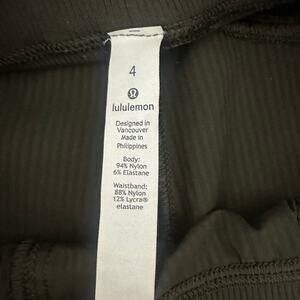 4
lululemon
Designed in
Vancouver
Made in
Philippines
Body:
94% Nylon
6% Elastane
Waistband:
88% Nylon
12% Lycra®
elastane